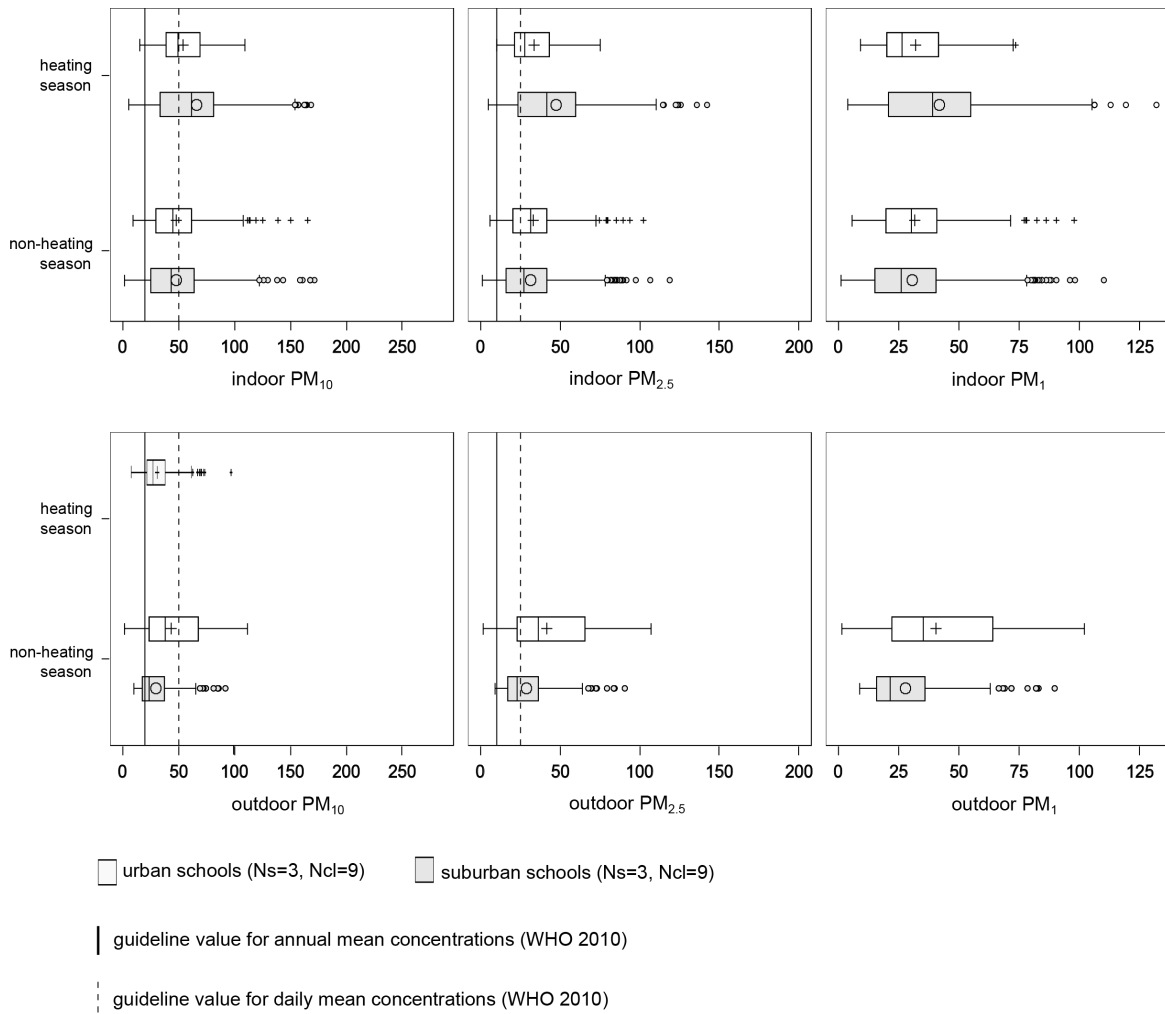 heating
season
non-heating
season
0 50 100 150 200 250
indoor PM10
0 50 100 150 200
indoor PM2.5
0 25 50 75 100 125
indoor PM1
heating
season
non-heating
season
0 50 100 150 200 250
outdoor PM10
0 50 100 150 200
outdoor PM2.5
0 25 50 75 100 125
outdoor PM1
urban schools (Ns=3, Ncl=9) suburban schools (Ns=3, Ncl=9)
guideline value for annual mean concentrations (WHO 2010)
guideline value for daily mean concentrations (WHO 2010)